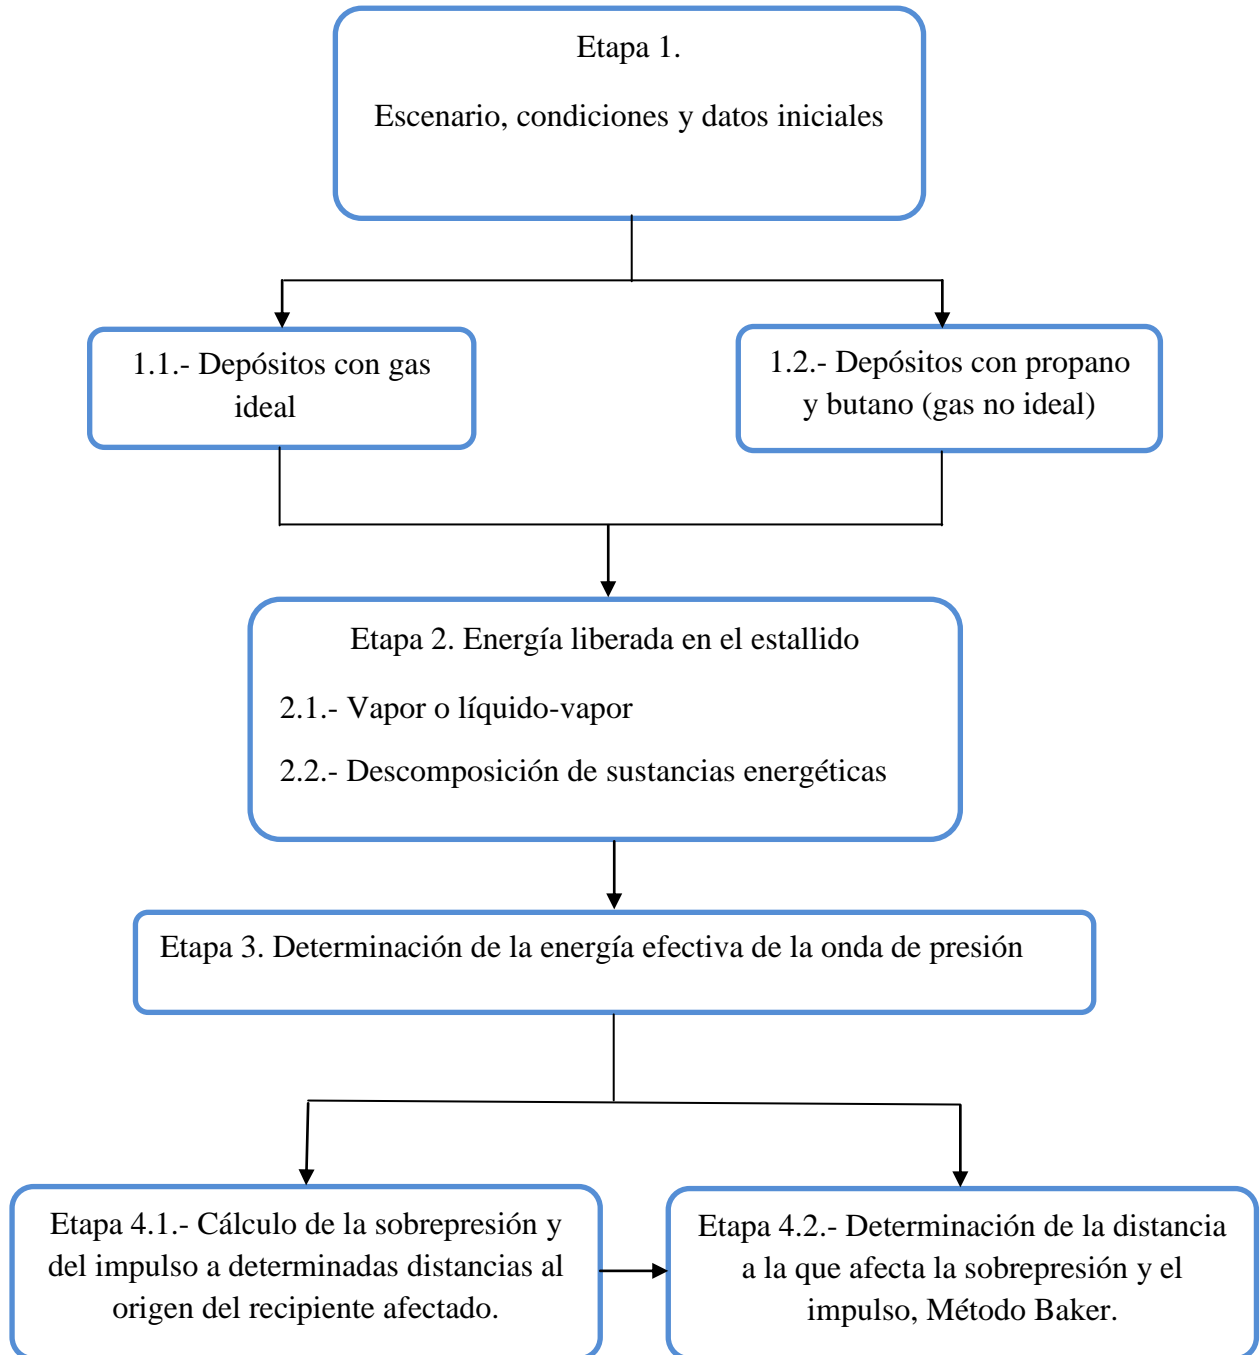 Etapa 1.
Escenario, condiciones y datos iniciales
1.1.- Depósitos con gas
ideal
1.2.- Depósitos con propano
y butano (gas no ideal)
Etapa 2. Energía liberada en el estallido
2.1.- Vapor o líquido-vapor
2.2.- Descomposición de sustancias energéticas
Etapa 3. Determinación de la energía efectiva de la onda de presión
Etapa 4.1.- Cálculo de la sobrepresión y
del impulso a determinadas distancias al
origen del recipiente afectado.
Etapa 4.2.- Determinación de la distancia
a la que afecta la sobrepresión y el
impulso, Método Baker.